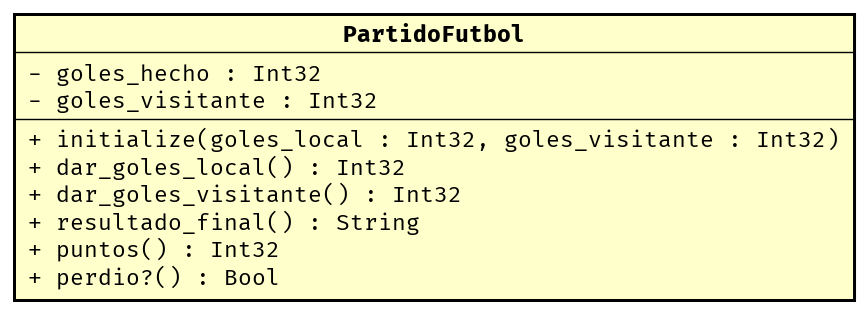 PartidoFutbol
- goles_hecho : Int32
- goles_visitante : Int32
+ initialize(goles_local : Int32, goles_visitante : Int32)
+ dar_goles_local() : Int32
+ dar_goles_visitante() : Int32
+ resultado_final() : String
+ puntos() : Int32
+ perdio?() : Bool